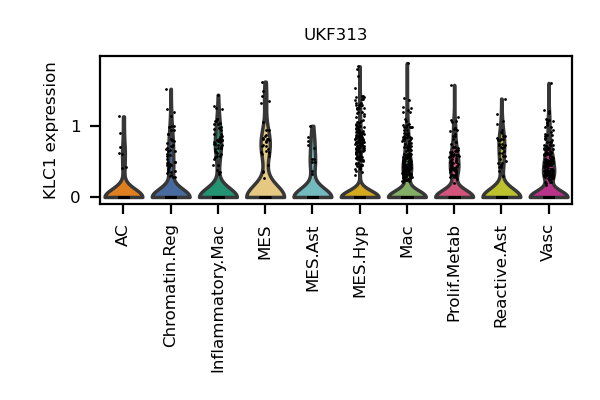 UKF313
KLC1 expression
1
0
AC
Chromatin.Reg
Inflammatory.Mac
MES
MES.Ast
MES.Hyp
Mac
Prolif.Metab
Reactive.Ast
Vasc